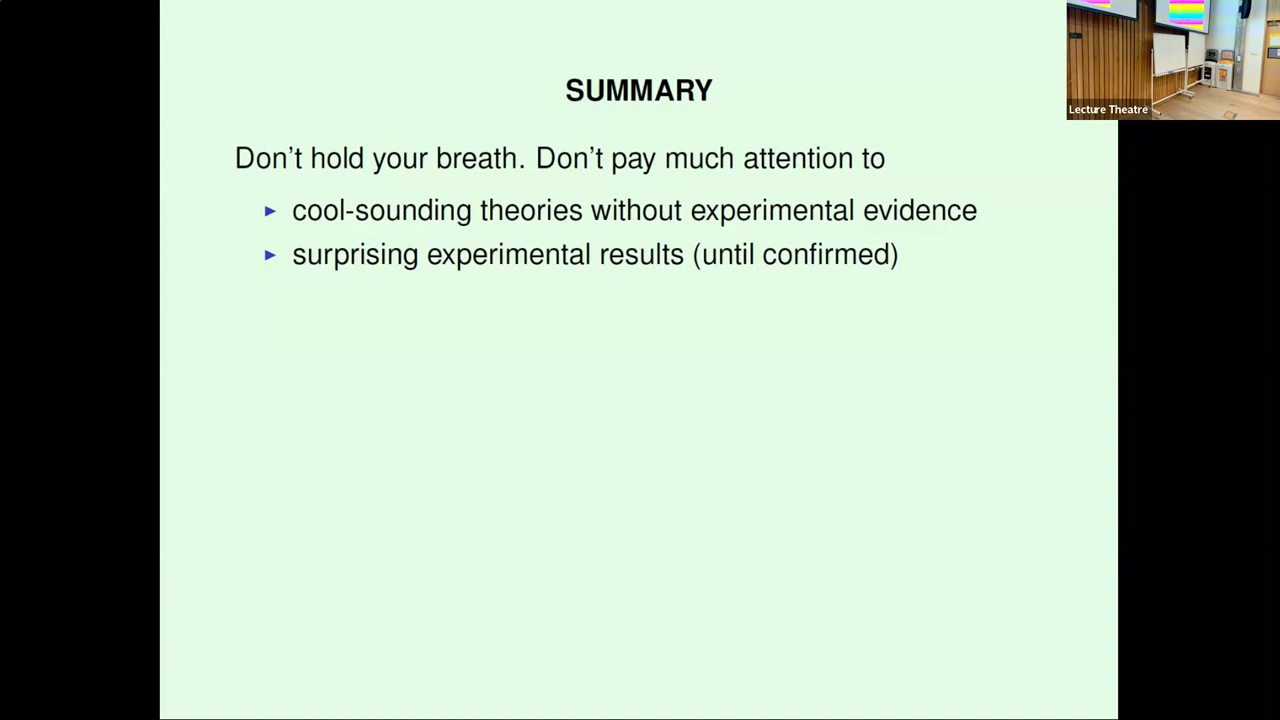 SUMMARY
Don't hold your breath. Don't pay much attention to
▸ cool-sounding theories without experimental evidence
▸ surprising experimental results (until confirmed)
Lecture Theatre